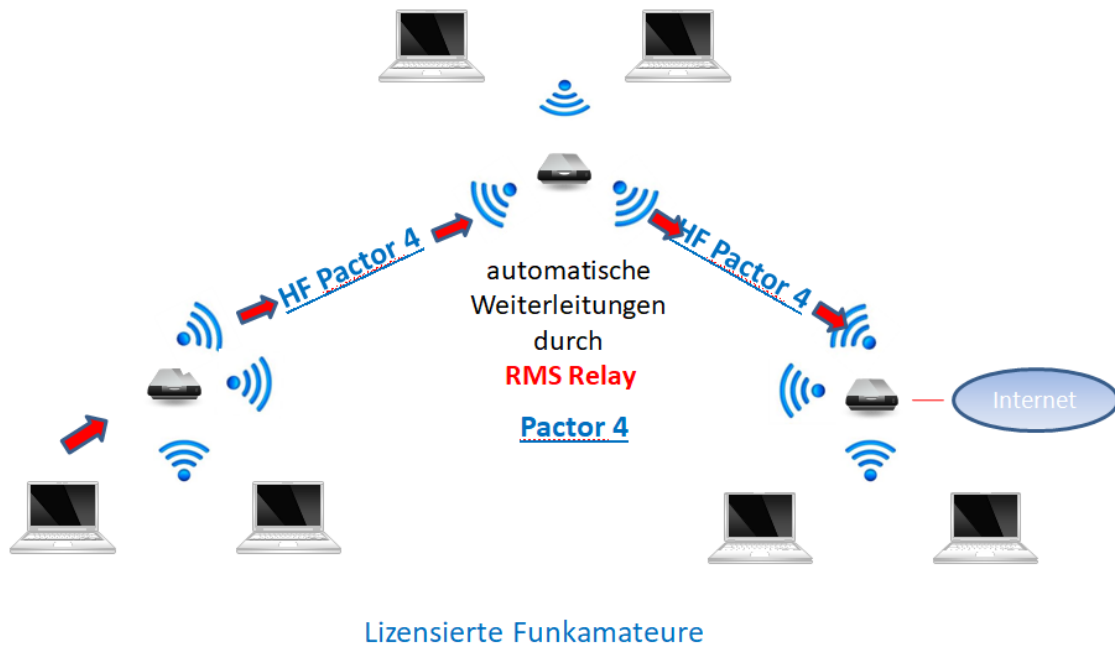 HF Pactor 4
HF Pactor 4
automatische
Weiterleitungen
durch
RMS Relay
Pactor 4
Internet
Lizensierte Funkamateure